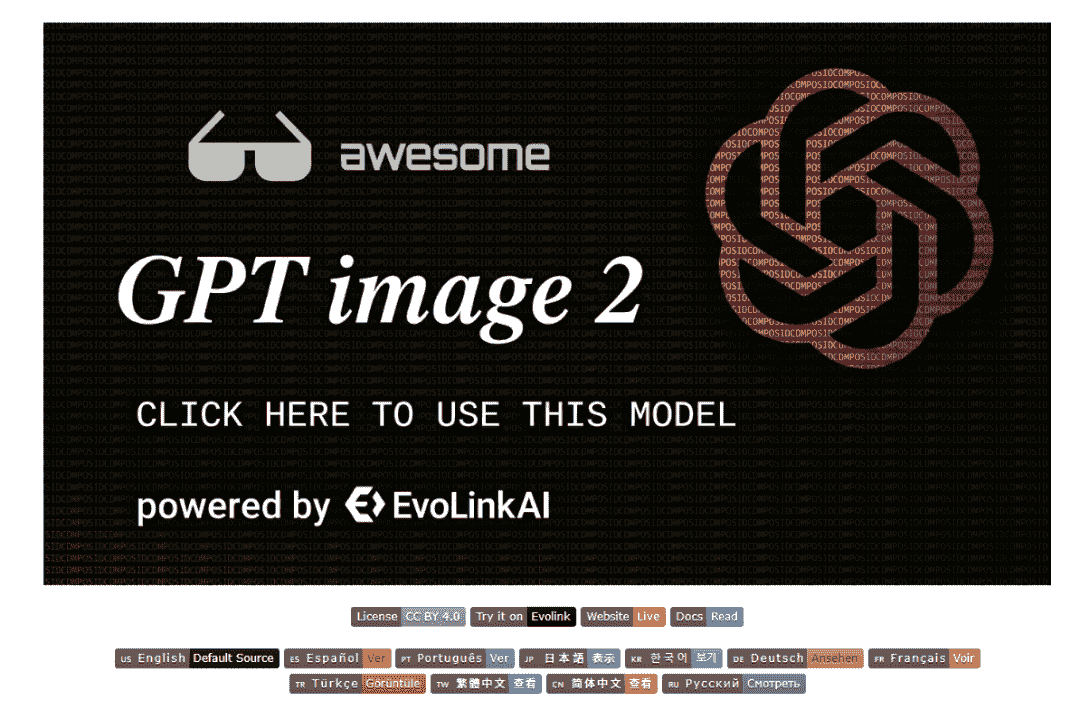 awesome
GPT image 2
CLICK HERE TO USE THIS MODEL
powered by EvoLinkAI
License CC BY 4.0 Try it on Evolink Website Live Docs Read
US English Default Source ES Español Ver PT Português Ver JP 日本語 表示 KR 한국어 보기 DE Deutsch Ansehen FR Français Voir
TR Türkçe Görüntüle TW 繁體中文 查看 CN 简体中文 查看 RU Русский Смотреть